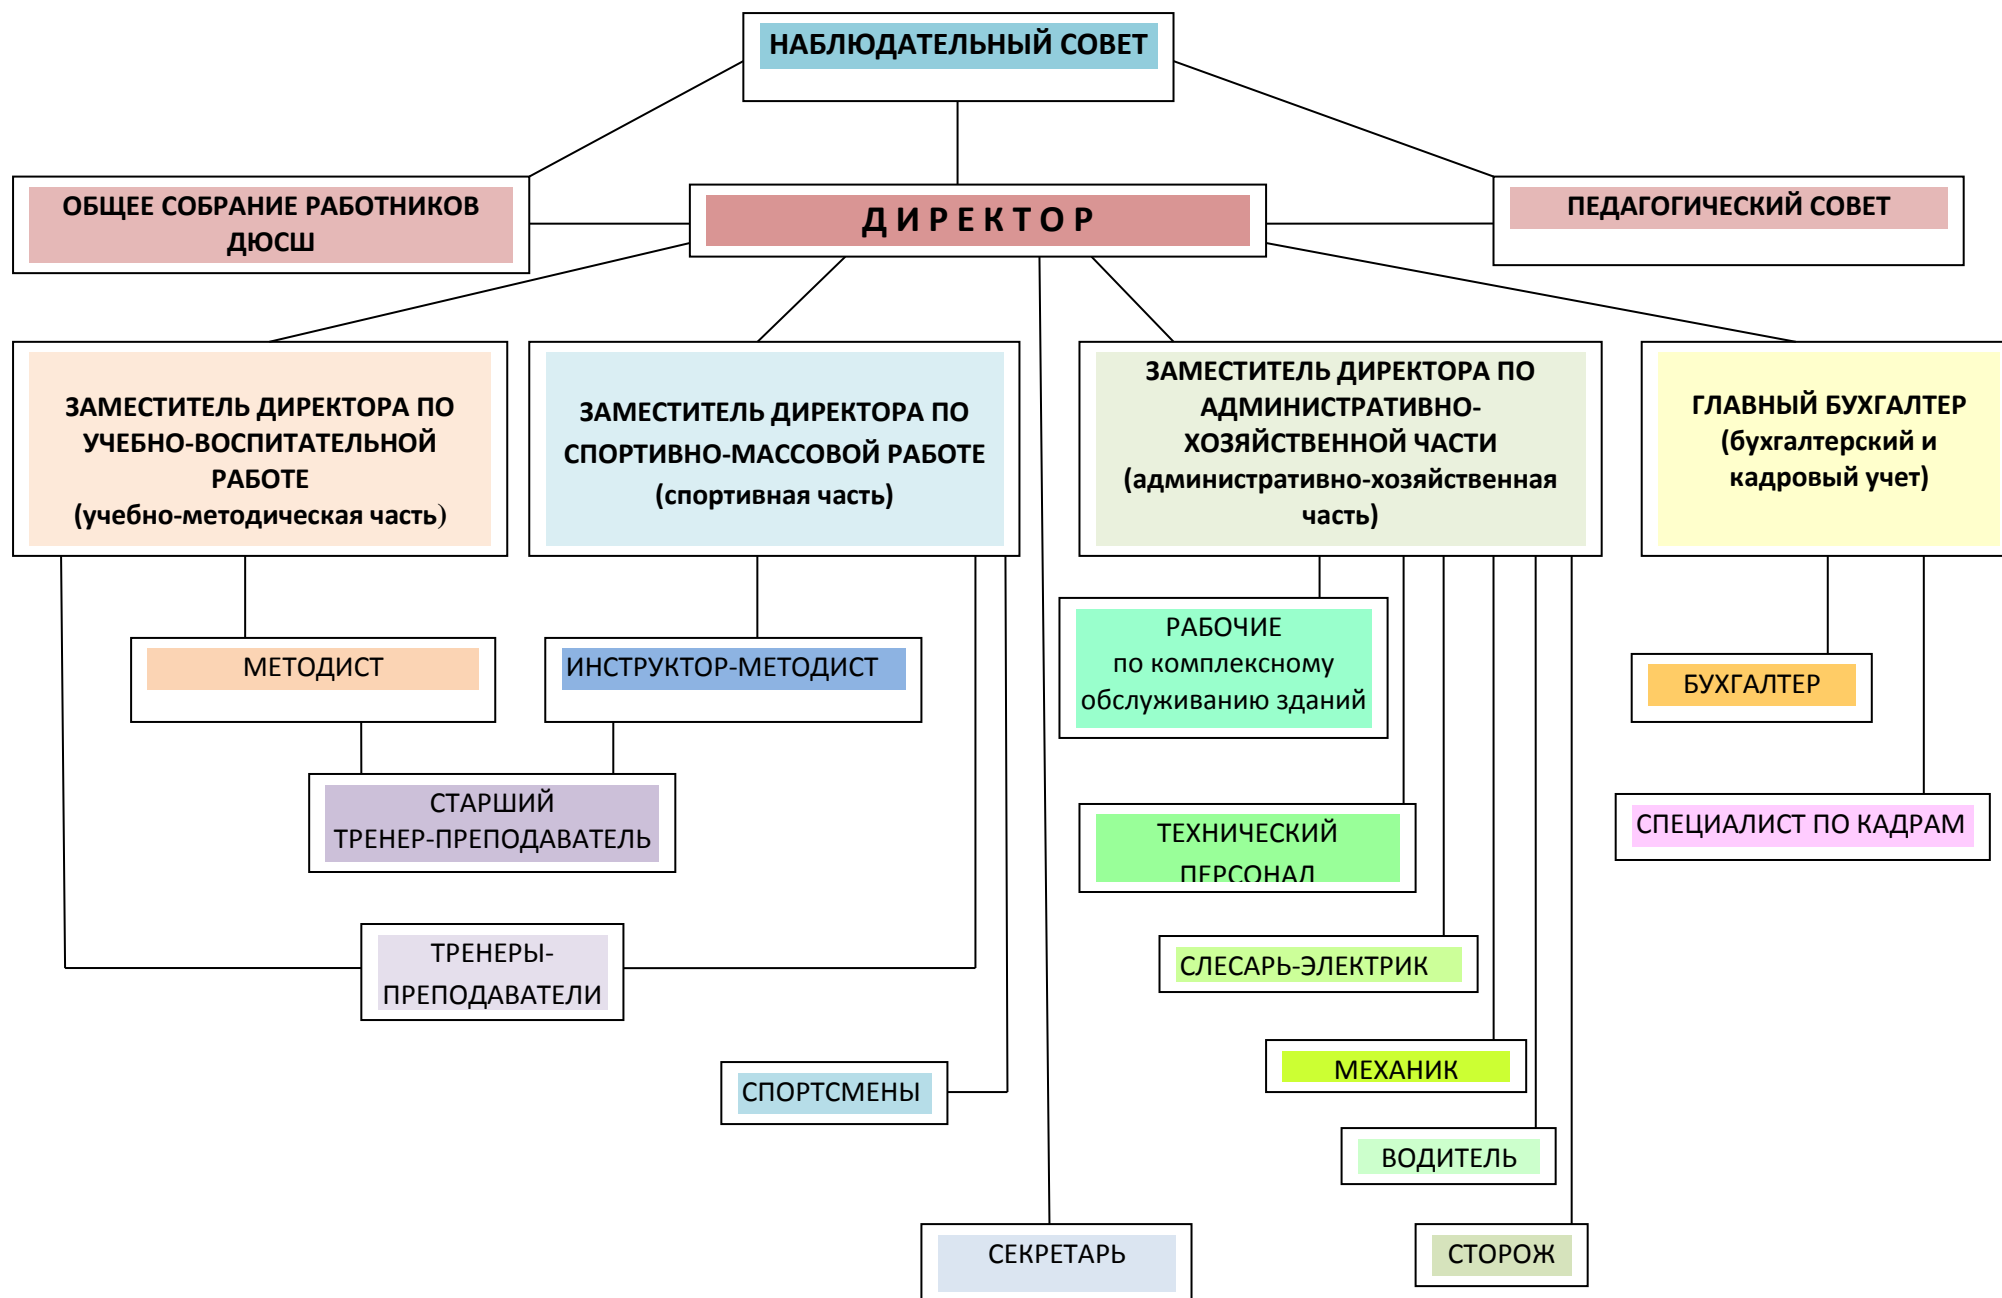 НАБЛЮДАТЕЛЬНЫЙ СОВЕТ
ОБЩЕЕ СОБРАНИЕ РАБОТНИКОВ
ДЮСШ
Д И Р Е К Т О Р
ПЕДАГОГИЧЕСКИЙ СОВЕТ
ЗАМЕСТИТЕЛЬ ДИРЕКТОРА ПО
УЧЕБНО-ВОСПИТАТЕЛЬНОЙ
РАБОТЕ
(учебно-методическая часть)
ЗАМЕСТИТЕЛЬ ДИРЕКТОРА ПО
СПОРТИВНО-МАССОВОЙ РАБОТЕ
(спортивная часть)
ЗАМЕСТИТЕЛЬ ДИРЕКТОРА ПО
АДМИНИСТРАТИВНО-
ХОЗЯЙСТВЕННОЙ ЧАСТИ
(административно-хозяйственная
часть)
ГЛАВНЫЙ БУХГАЛТЕР
(бухгалтерский и
кадровый учет)
МЕТОДИСТ
ИНСТРУКТОР-МЕТОДИСТ
РАБОЧИЕ
по комплексному
обслуживанию зданий
БУХГАЛТЕР
СТАРШИЙ
ТРЕНЕР-ПРЕПОДАВАТЕЛЬ
ТЕХНИЧЕСКИЙ
ПЕРСОНАЛ
СПЕЦИАЛИСТ ПО КАДРАМ
ТРЕНЕРЫ-
ПРЕПОДАВАТЕЛИ
СЛЕСАРЬ-ЭЛЕКТРИК
МЕХАНИК
СПОРТСМЕНЫ
ВОДИТЕЛЬ
СЕКРЕТАРЬ
СТОРОЖ